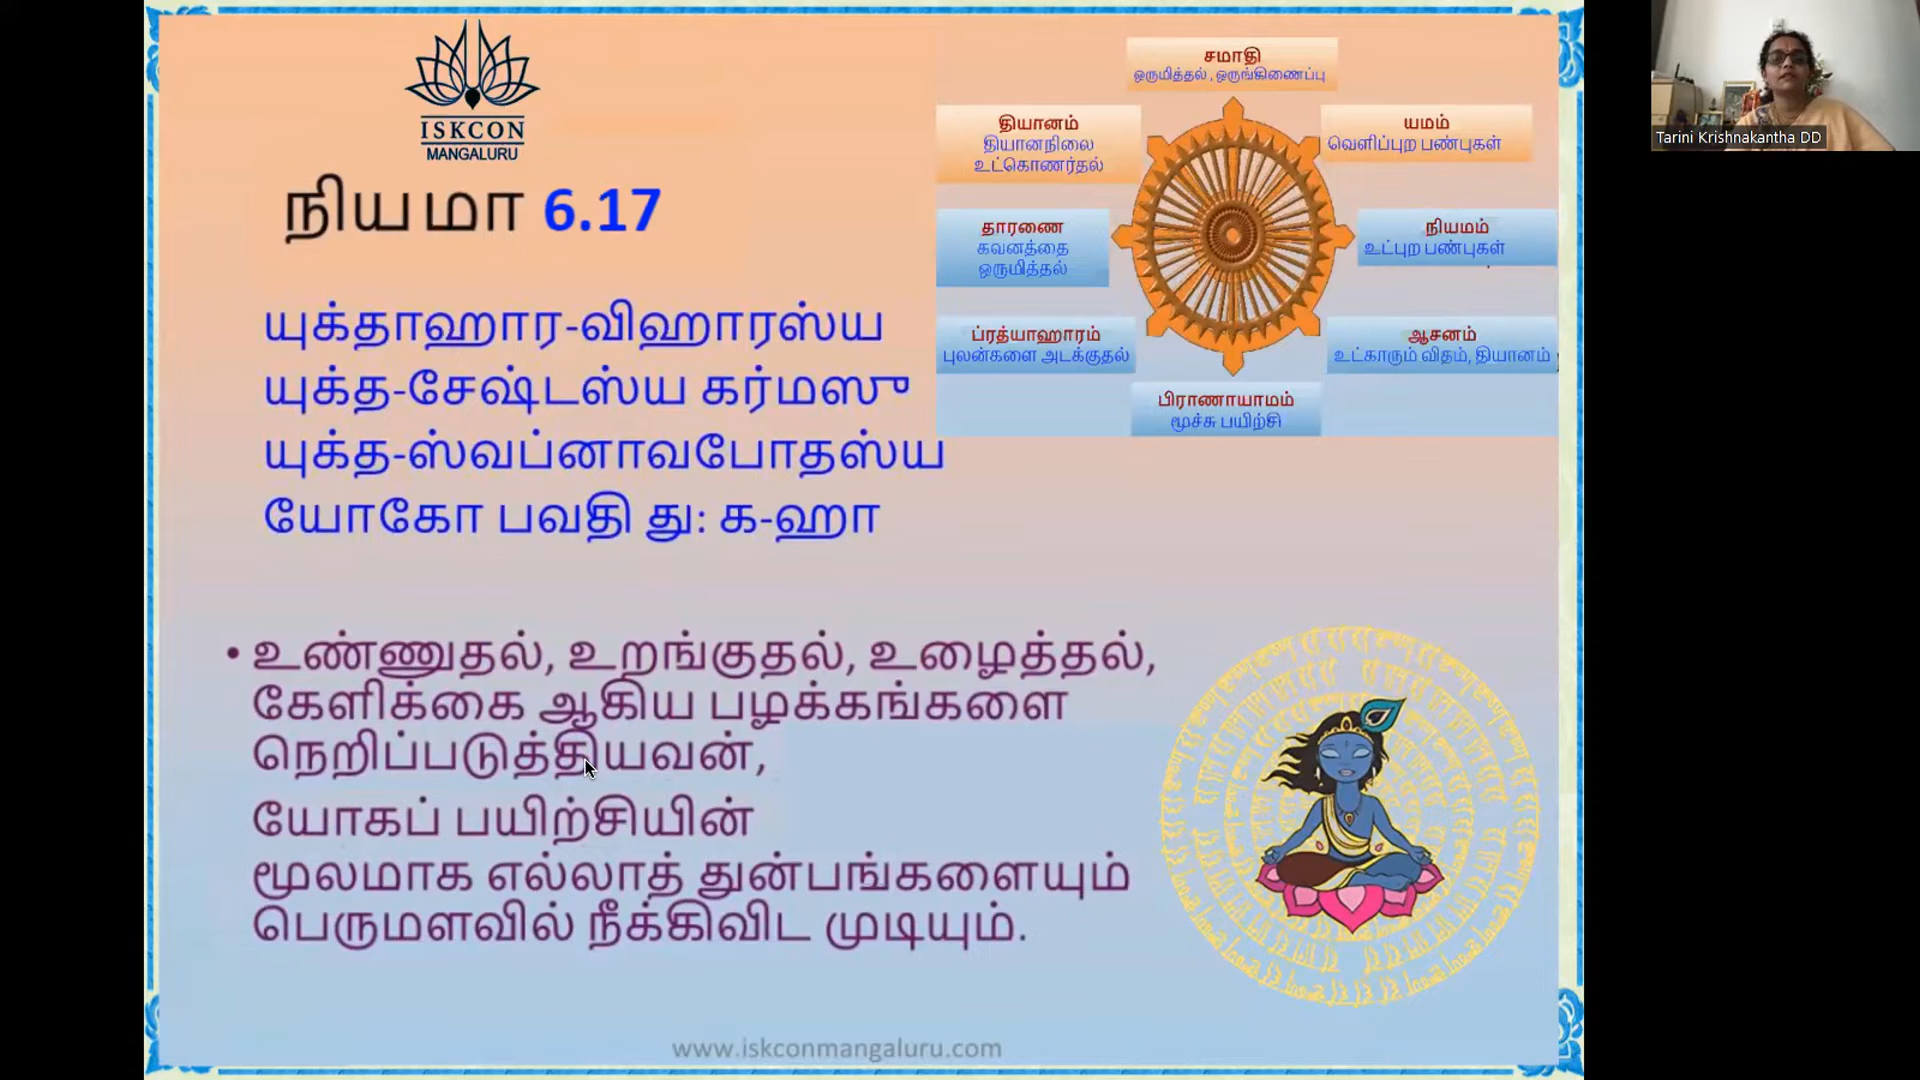 ISKCON
MANGALURU
நியமா 6.17
யுக்தாஹார-விஹாரஸ்ய
யுக்த-சேஷ்டஸ்ய கர்மஸு
யுக்த-ஸ்வப்னாவபோதஸ்ய
யோகோ பவதி து: க-ஹா
சமாதி
ஒருமித்தல் , ஒருங்கிணைப்பு
தியானம்
தியானநிலை
உட்கொணர்தல்
யமம்
வெளிப்புற பண்புகள்
தாரணை
கவனத்தை
ஒருமித்தல்
நியமம்
உட்புற பண்புகள்
ப்ரத்யாஹாரம்
புலன்களை அடக்குதல்
ஆசனம்
உட்காரும் விதம், தியானம்
பிராணாயாமம்
மூச்சு பயிற்சி
• உண்ணுதல், உறங்குதல், உழைத்தல்,
கேளிக்கை ஆகிய பழக்கங்களை
நெறிப்படுத்தியவன்,
யோகப் பயிற்சியின்
மூலமாக எல்லாத் துன்பங்களையும்
பெருமளவில் நீக்கிவிட முடியும்.
www.iskconmangaluru.com
Tarini Krishnakantha DD